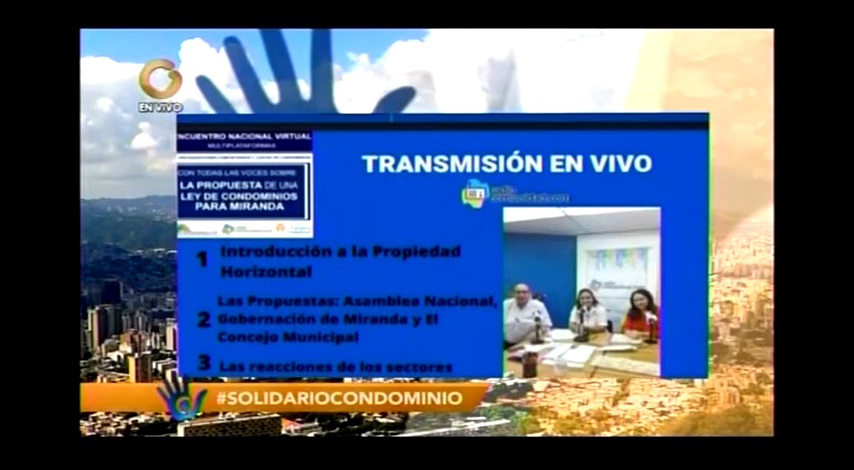 EN VIVO
ENCUENTRO NACIONAL VIRTUAL
MULTIPLATAFORMAS
CON TODAS LAS VOCES SOBRE
LA PROPUESTA DE UNA
LEY DE CONDOMINIOS
PARA MIRANDA
TRANSMISIÓN EN VIVO
1 Introducción a la Propiedad
Horizontal
2 Las Propuestas: Asamblea Nacional,
Gobernación de Miranda y El
Concejo Municipal
3 Las reacciones de los sectores
#SOLIDARIOCONDOMINIO